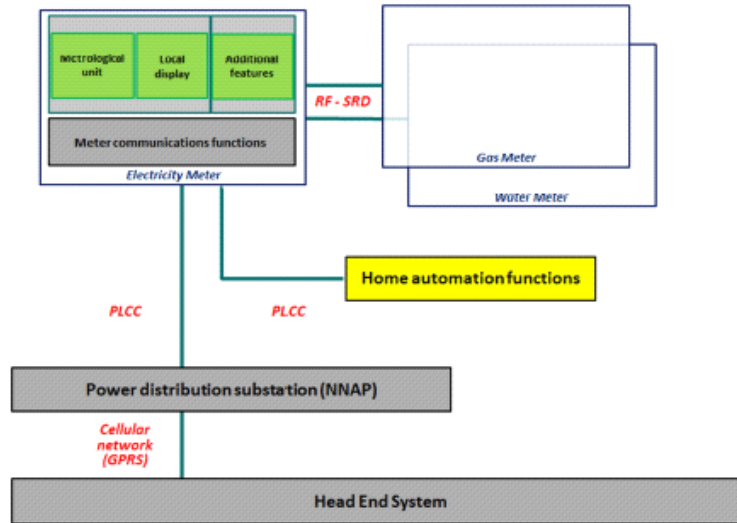 Metrological
unit
Local
display
Additional
features
RF - SRD
Meter communications functions
Electricity Meter
Gas Meter
Water Meter
Home automation functions
PLCC
PLCC
Power distribution substation (NNAP)
Cellular
network
(GPRS)
Head End System